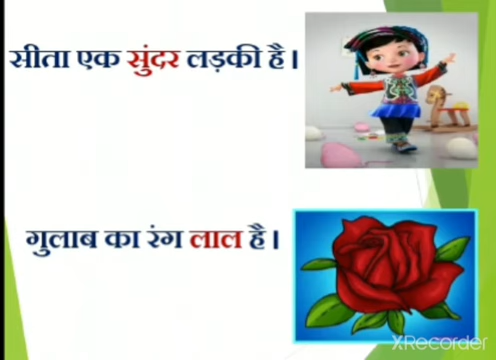 सीता एक सुंदर लड़की है।
गुलाब का रंग लाल है।
XRecorder